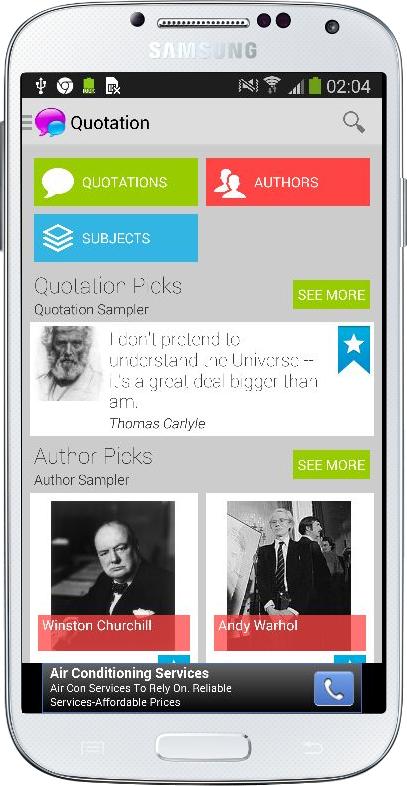 SAMSUNG
02:04
Quotation
QUOTATIONS
AUTHORS
SUBJECTS
Quotation Picks
Quotation Sampler
SEE MORE
I don't pretend to
understand the Universe --
it's a great deal bigger than
am.
Thomas Carlyle
Author Picks
Author Sampler
SEE MORE
Winston Churchill
Andy Warhol
Air Conditioning Services
Air Con Services To Rely On. Reliable
Services-Affordable Prices